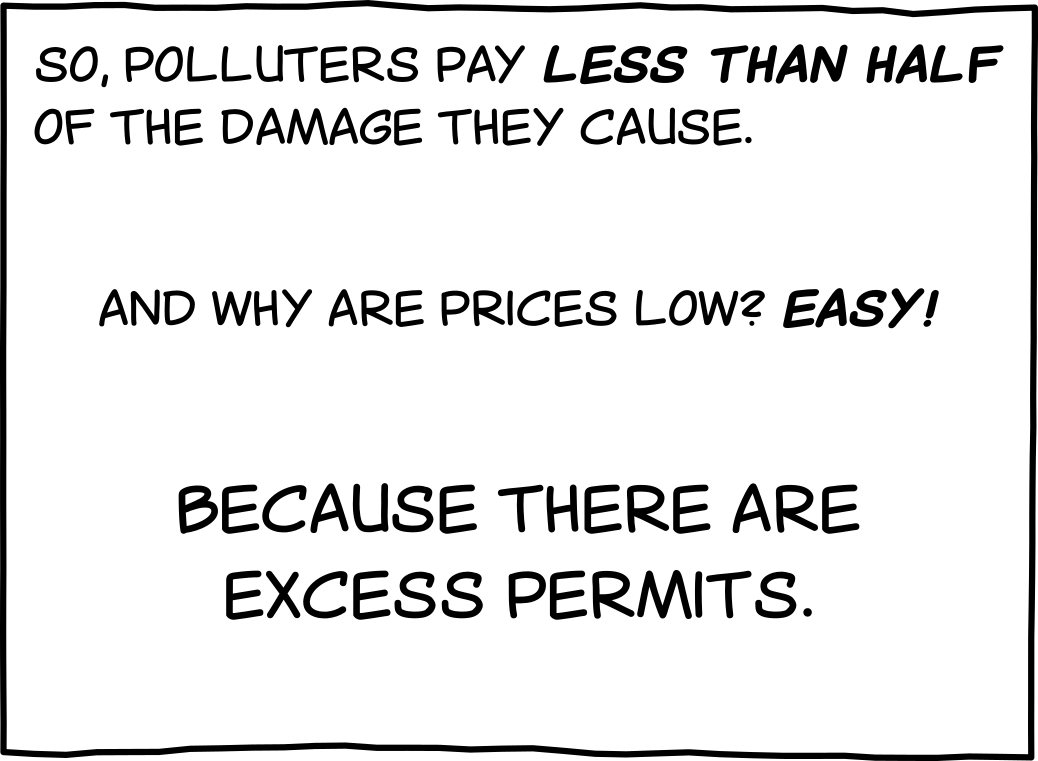 SO, POLLUTERS PAY LESS THAN HALF
OF THE DAMAGE THEY CAUSE.
AND WHY ARE PRICES LOW? EASY!
BECAUSE THERE ARE
EXCESS PERMITS.